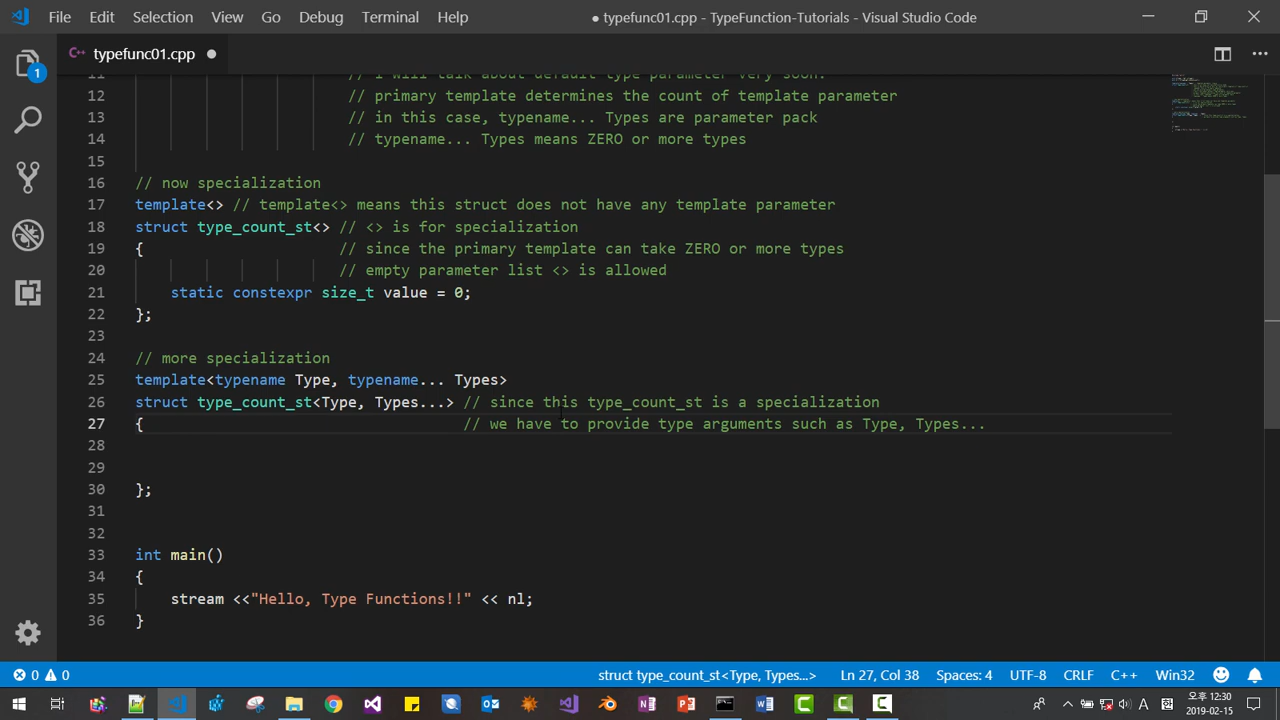 File Edit Selection View Go Debug Terminal Help ● typefunc01.cpp - TypeFunction-Tutorials - Visual Studio Code
typefunc01.cpp
1
11 // I will talk about default type parameter very soon!
12 // primary template determines the count of template parameter
13 // in this case, typename... Types are parameter pack
14 // typename... Types means ZERO or more types
15
16 // now specialization
17 template<> // template<> means this struct does not have any template parameter
18 struct type_count_st<> // <> is for specialization
19 { // since the primary template can take ZERO or more types
20 // empty parameter list <> is allowed
21 static constexpr size_t value = 0;
22 };
23
24 // more specialization
25 template<typename Type, typename... Types>
26 struct type_count_st<Type, Types...> // since this type_count_st is a specialization
27 { // we have to provide type arguments such as Type, Types...
28
29
30 };
31
32
33 int main()
34 {
35 stream <<"Hello, Type Functions!!" << nl;
36 }
0 0 struct type_count_st<Type, Types...> Ln 27, Col 38 Spaces: 4 UTF-8 CRLF C++ Win32
A 오후 12:30
2019-02-15